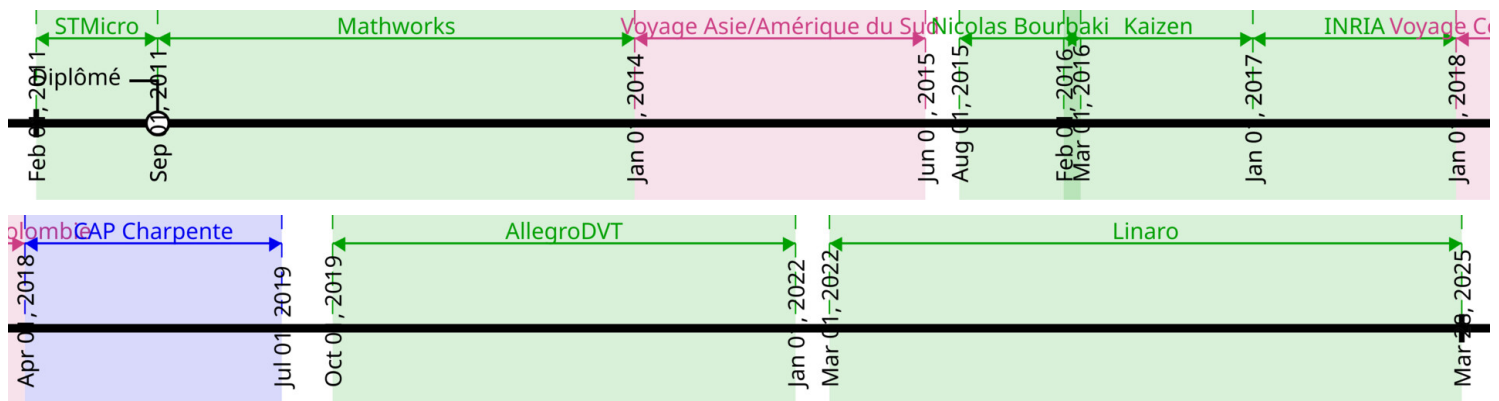 STMicro
Mathworks
Voyage Asie/Amérique du Sud
Nicolas Bourbaki
Kaizen
INRIA
Voyage Co
Diplômé
Feb 01, 2011
Sep 01, 2011
Jan 01, 2014
Jun 01, 2015
Aug 01, 2015
Feb 01, 2016
Mar 01, 2016
Jan 01, 2017
Jan 01, 2018
olombie
CAP Charpente
AllegroDVT
Linaro
Apr 01, 2018
Jul 01, 2019
Oct 01, 2019
Jan 01, 2022
Mar 01, 2022
Mar, 2025